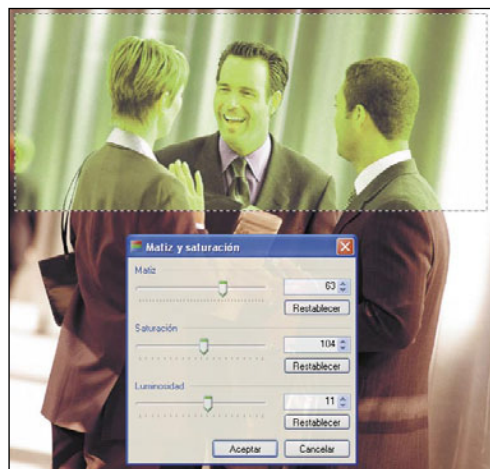 Matiz y saturación
Matiz
63
Restablecer
Saturación
104
Restablecer
Luminosidad
11
Restablecer
Aceptar
Cancelar